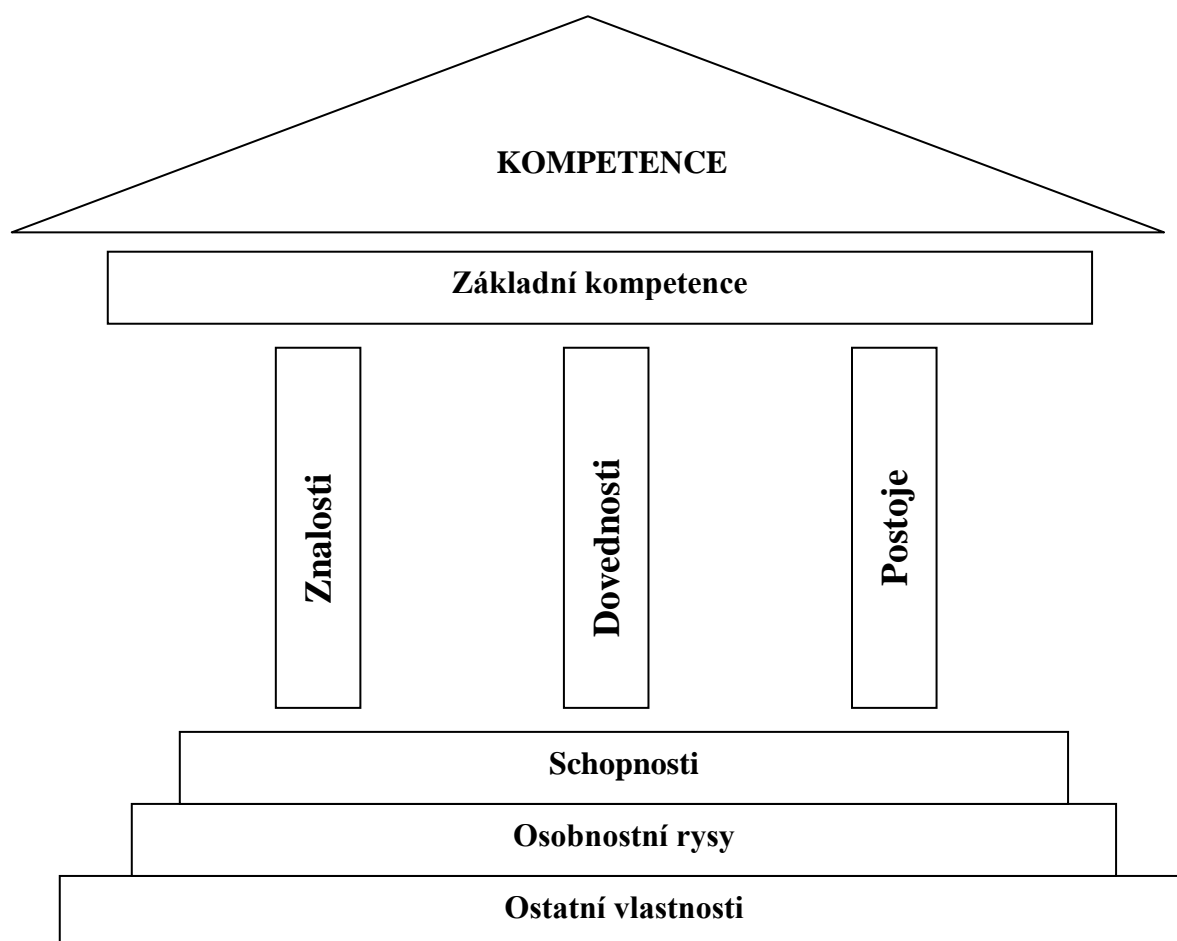 KOMPETENCE
Základní kompetence
Znalosti
Dovednosti
Postoje
Schopnosti
Osobnostní rysy
Ostatní vlastnosti